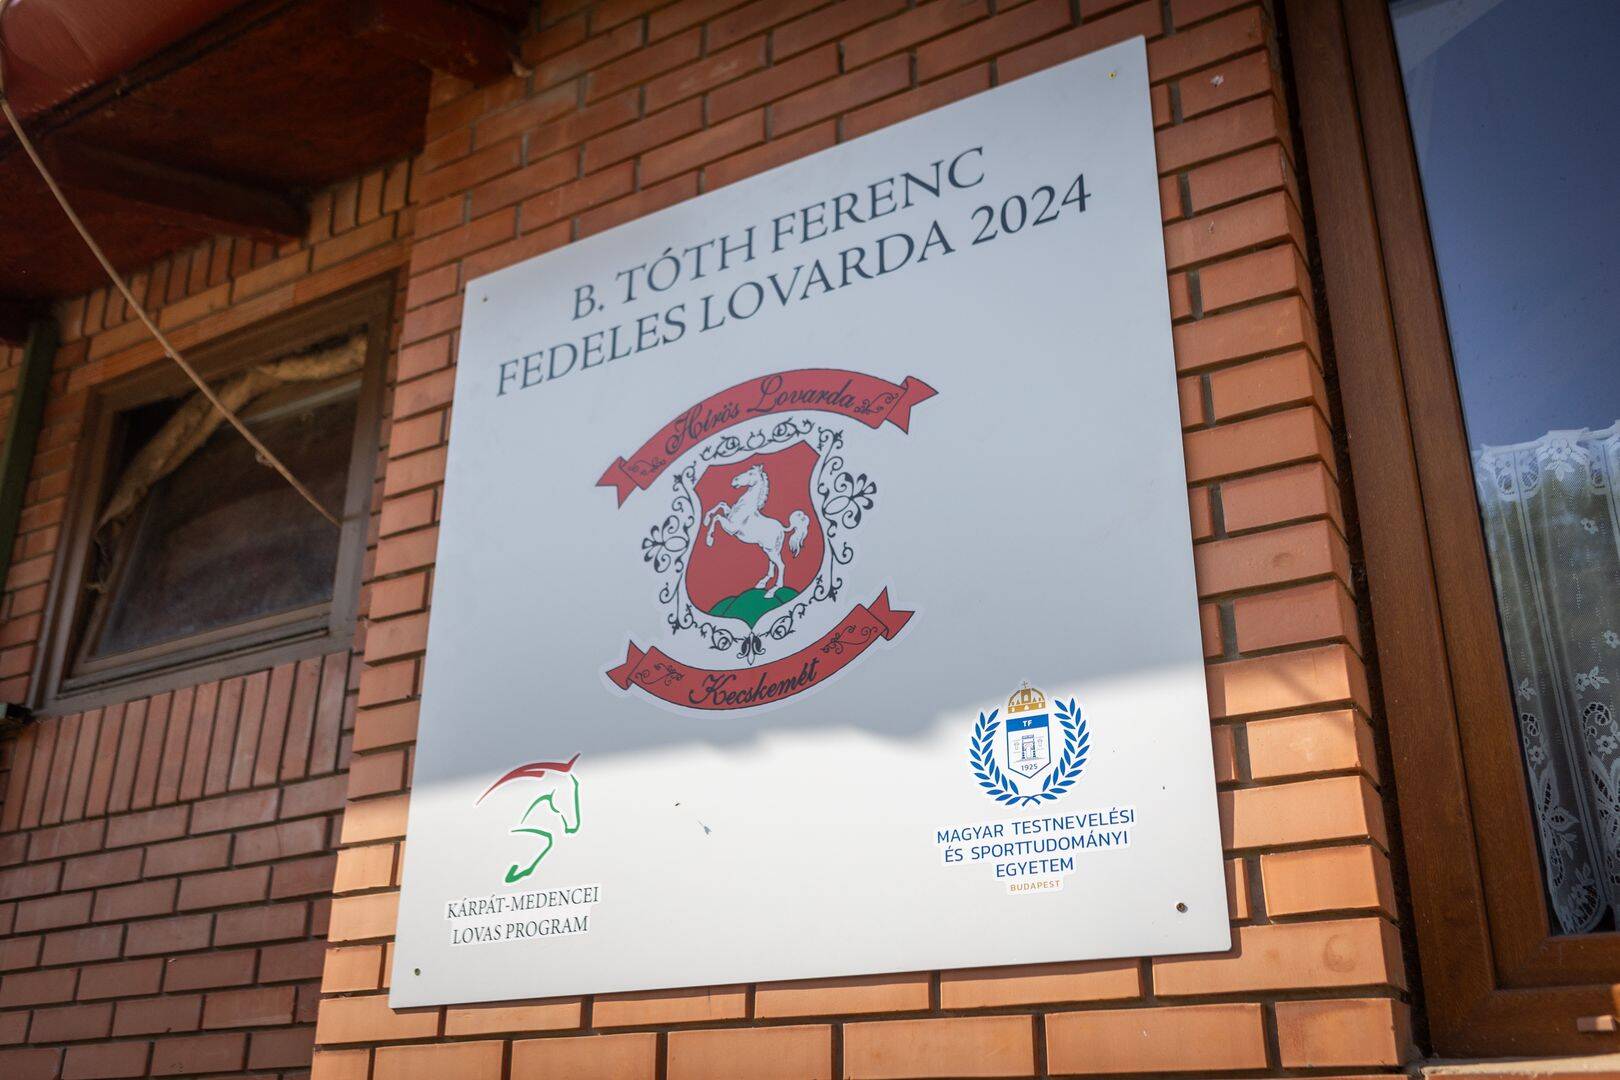 B. TÓTH FERENC
FEDELES LOVARDA 2024
Hírös Lovarda
Kecskemét
TF
1925
MAGYAR TESTNEVELÉSI
ÉS SPORTTUDOMÁNYI
EGYETEM
BUDAPEST
KÁRPÁT-MEDENCEI
LOVAS PROGRAM